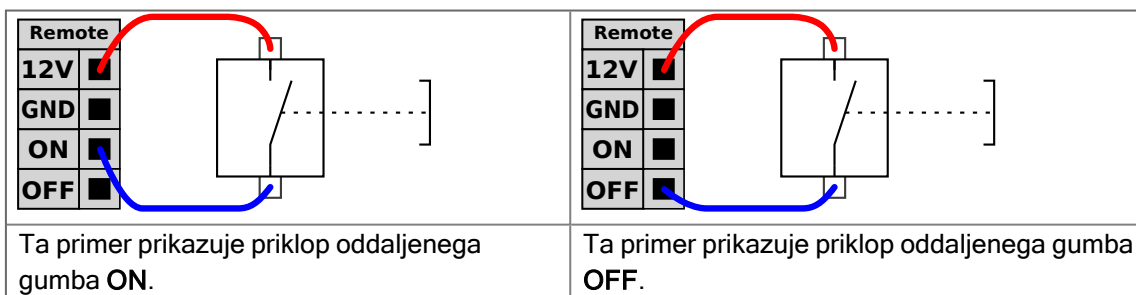 Remote
12V
GND
ON
OFF
Ta primer prikazuje priklop oddaljenega
gumba ON.
Remote
12V
GND
ON
OFF
Ta primer prikazuje priklop oddaljenega gumba
OFF.